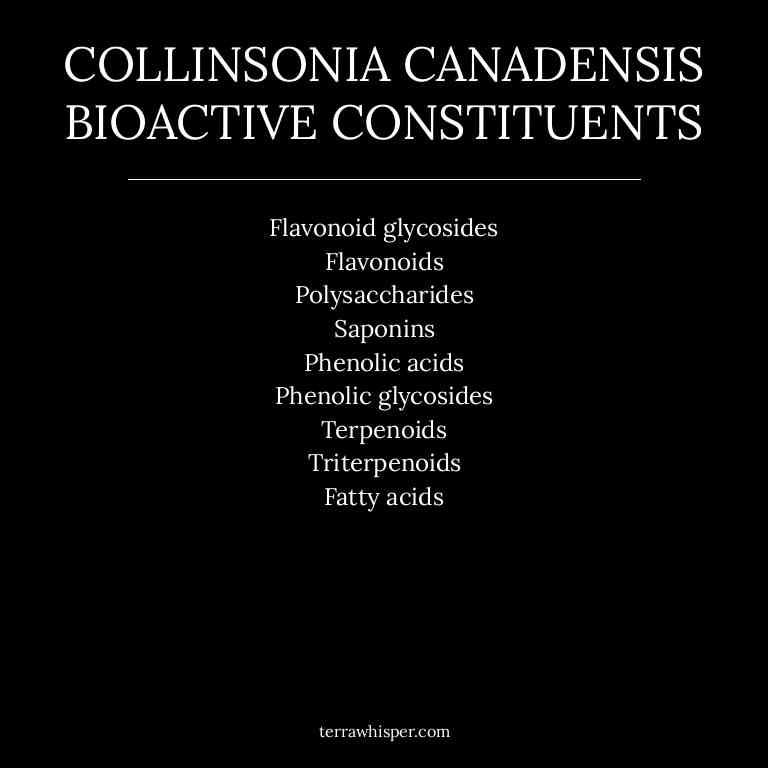 COLLINSONIA CANADENSIS
BIOACTIVE CONSTITUENTS
Flavonoid glycosides
Flavonoids
Polysaccharides
Saponins
Phenolic acids
Phenolic glycosides
Terpenoids
Triterpenoids
Fatty acids
terrawhisper.com